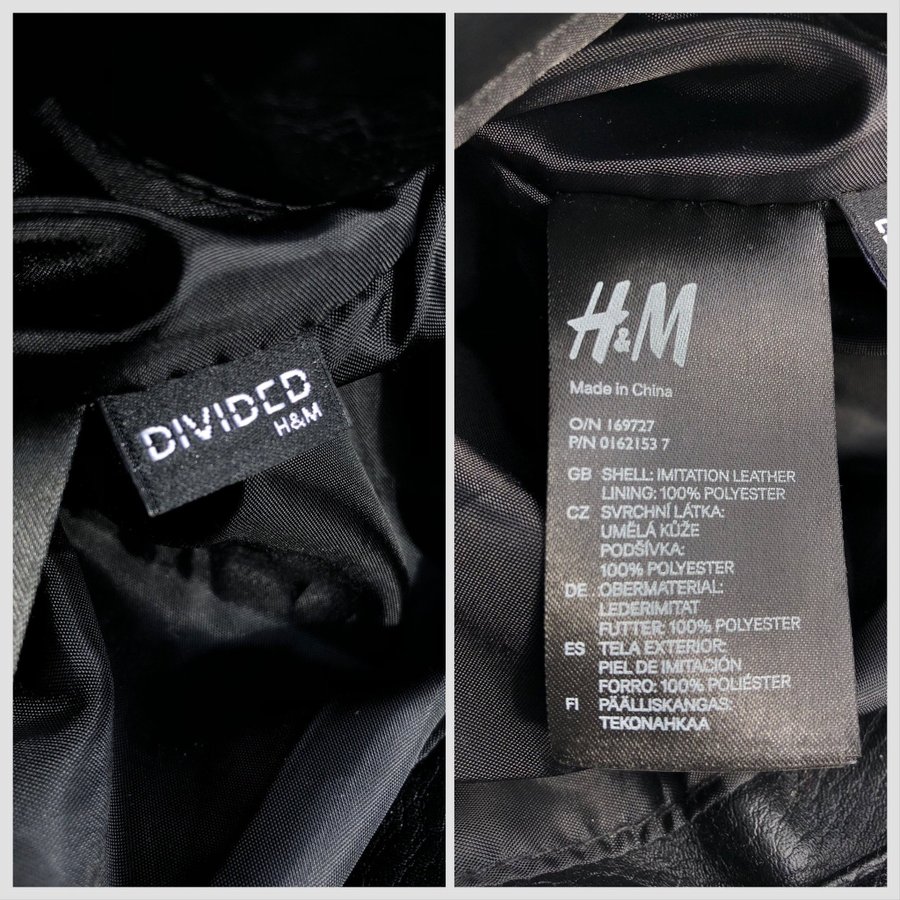 DIVIDED
H&M
H&M
Made in China
O/N 169727
P/N 0162153 7
GB SHELL: IMITATION LEATHER
LINING: 100% POLYESTER
CZ SVRCHNÍ LÁTKA:
UMĚLÁ KŮŽE
PODŠÍVKA:
100% POLYESTER
DE OBERMATERIAL:
LEDERIMITAT
FUTTER: 100% POLYESTER
ES TELA EXTERIOR:
PIEL DE IMITACIÓN
FORRO: 100% POLIÉSTER
FI PÄÄLLISKANGAS:
TEKONAHKAA